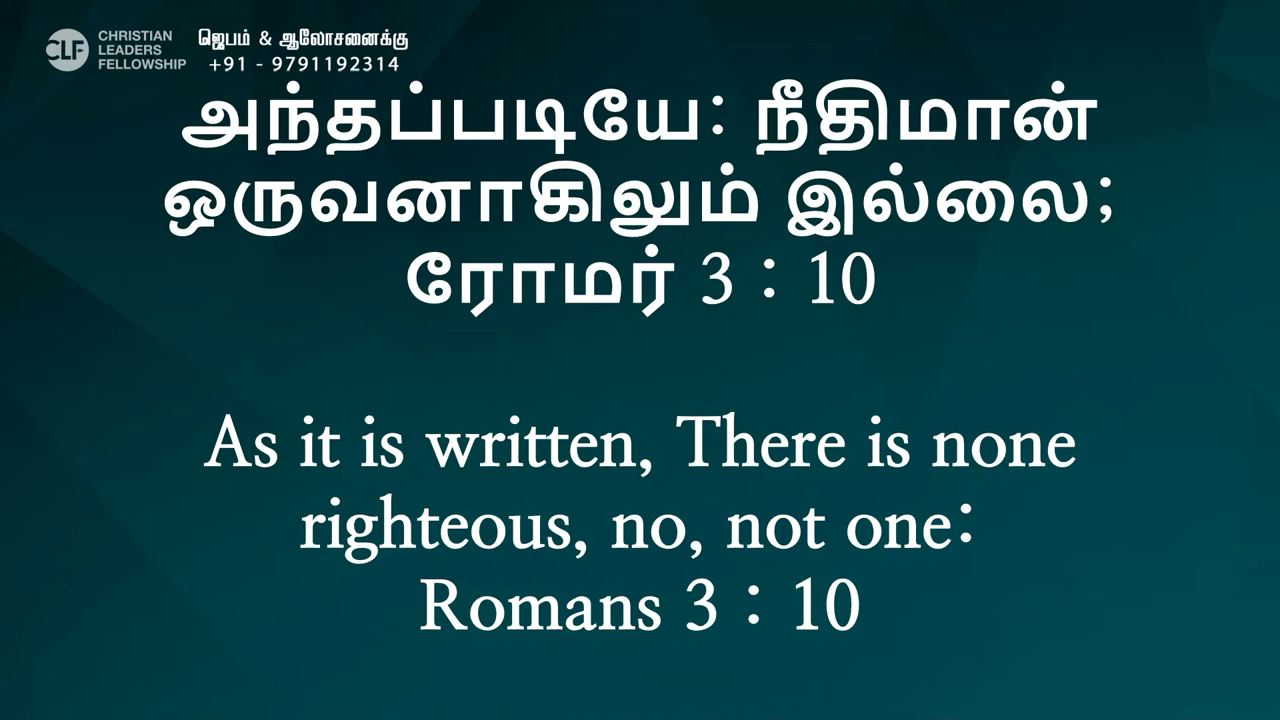 CLF
CHRISTIAN
LEADERS
FELLOWSHIP
ஜெபம் & ஆலோசனைக்கு
+91 - 9791192314
அந்தப்படியே: நீதிமான்
ஒருவனாகிலும் இல்லை;
ரோமர் 3 : 10
As it is written, There is none
righteous, no, not one:
Romans 3 : 10